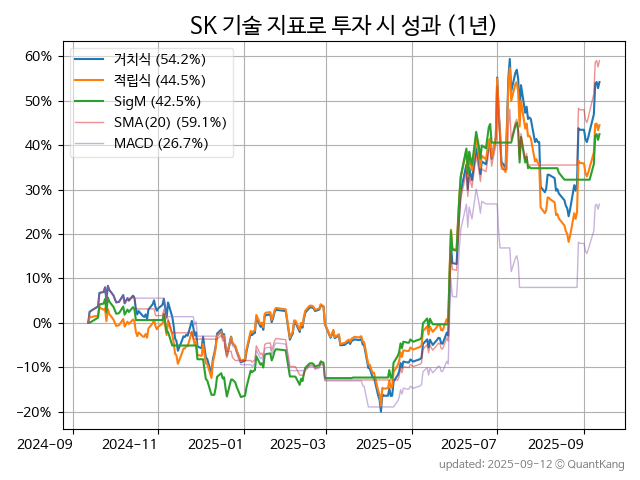 SK 기술 지표로 투자 시 성과 (1년)
거치식 (54.2%)
적립식 (44.5%)
SigM (42.5%)
SMA(20) (59.1%)
MACD (26.7%)
60%
50%
40%
30%
20%
10%
0%
−10%
−20%
2024-09 2024-11 2025-01 2025-03 2025-05 2025-07 2025-09
updated: 2025-09-12 © QuantKang